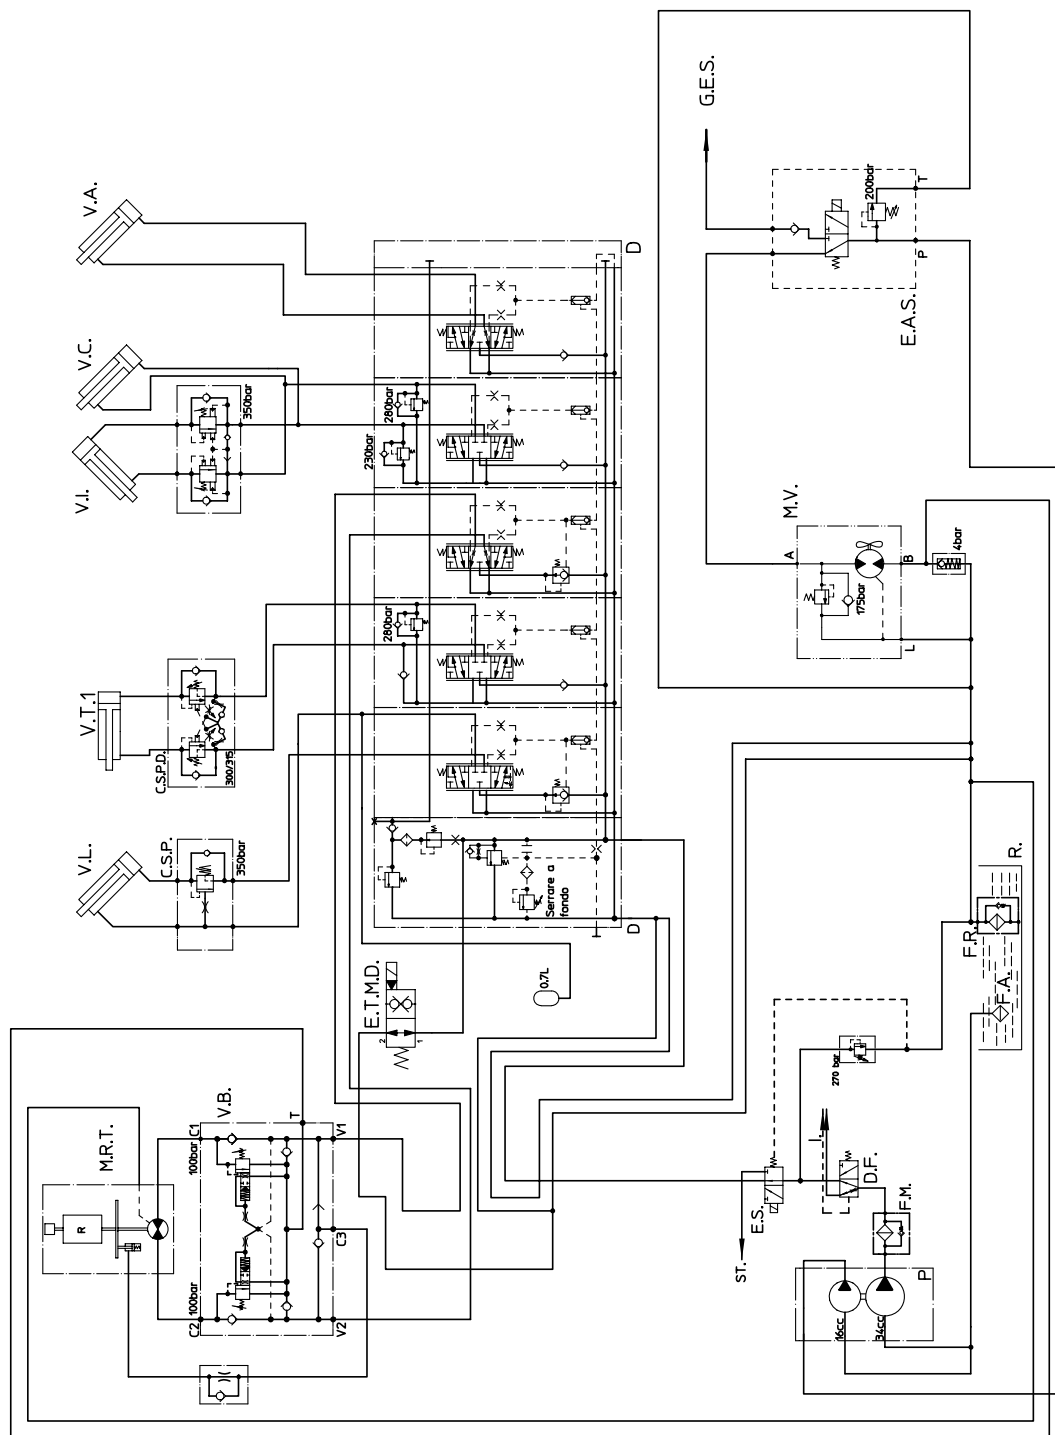 G.E.S.
V.A.
V.C.
V.I.
350bar
D
280bar
230bar
200bar
T
P
E.A.S.
M.V.
A
175bar
B
4bar
L
V.T.1
C.S.P.D.
300/315
280bar
V.L.
C.S.P.
350bar
Serrare a
fondo
D
E.T.M.D.
2
1
0.7L
R.
F.R.
F.A.
270 bar
M.R.T.
R
V.B.
T
C1
100bar
V1
C3
C2
100bar
V2
I.
D.F.
E.S.
ST.
F.M.
P
16cc
34cc